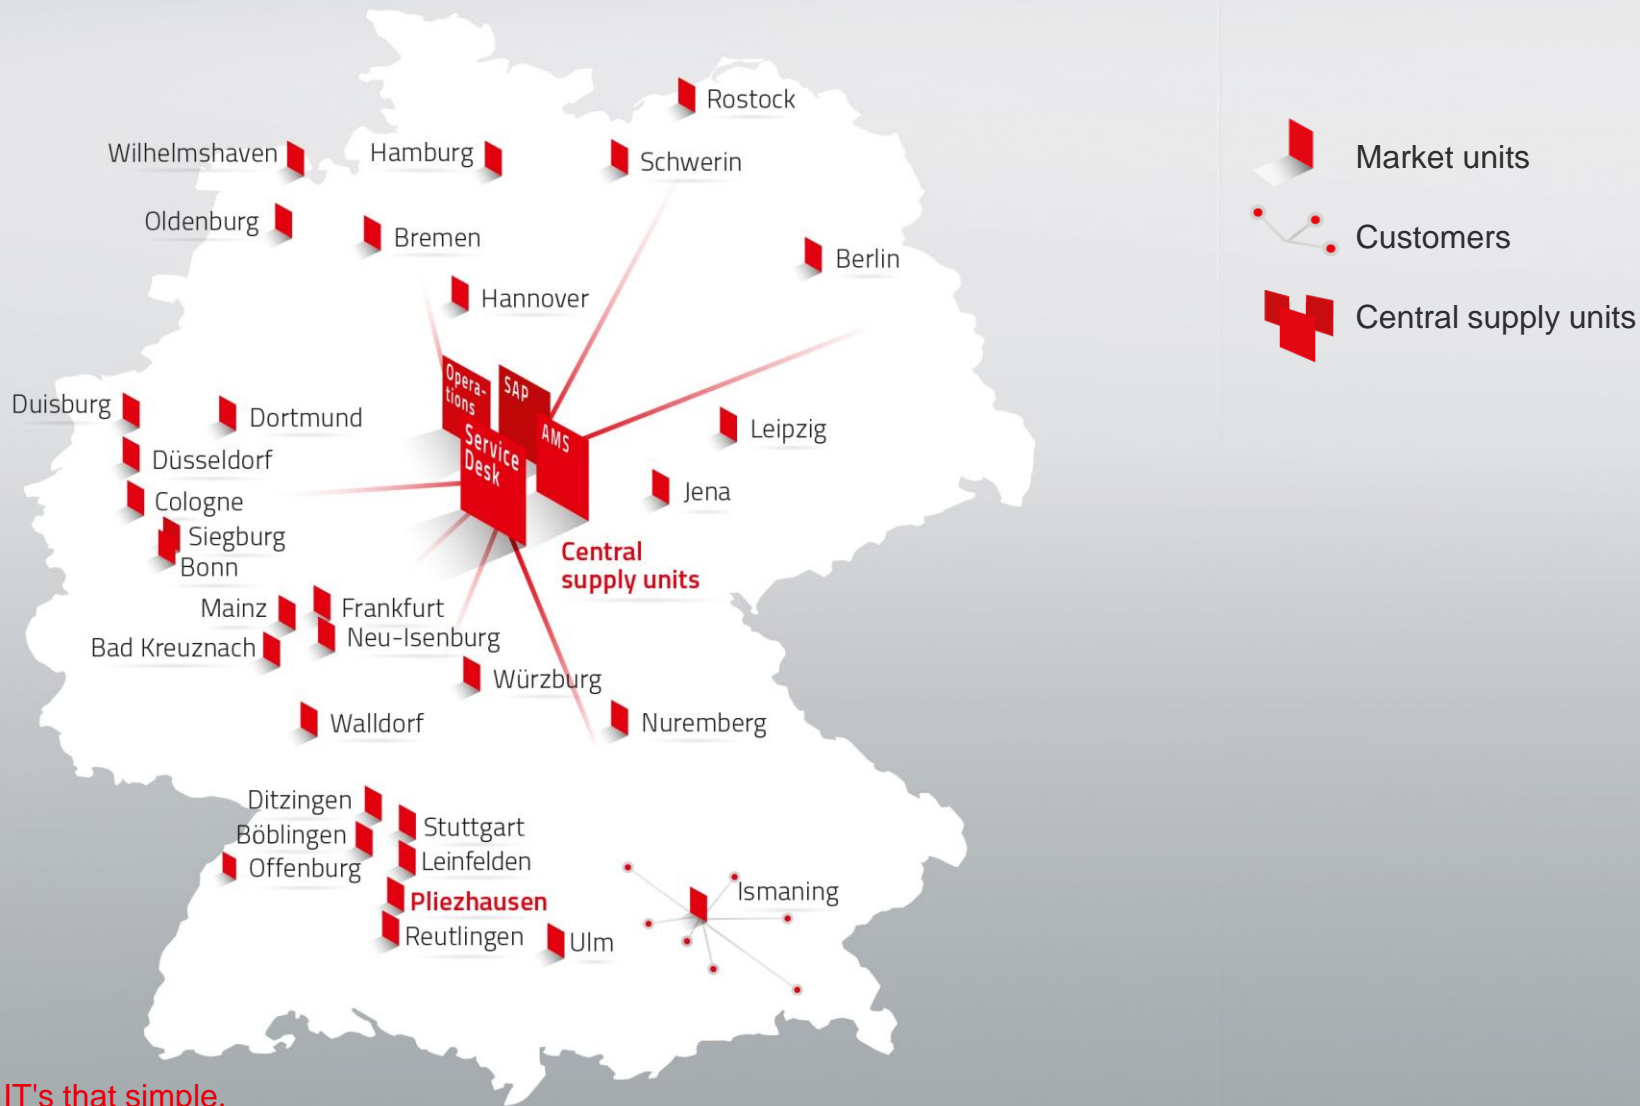 Rostock
Wilhelmshaven
Hamburg
Schwerin
Oldenburg
Bremen
Berlin
Hannover
Opera-
tions
SAP
AMS
Service
Desk
Duisburg
Dortmund
Leipzig
Düsseldorf
Jena
Cologne
Siegburg
Bonn
Central
supply units
Mainz
Frankfurt
Neu-Isenburg
Bad Kreuznach
Würzburg
Walldorf
Nuremberg
Ditzingen
Stuttgart
Böblingen
Leinfelden
Offenburg
Pliezhausen
Ismaning
Reutlingen
Ulm
Market units
Customers
Central supply units
IT's that simple.